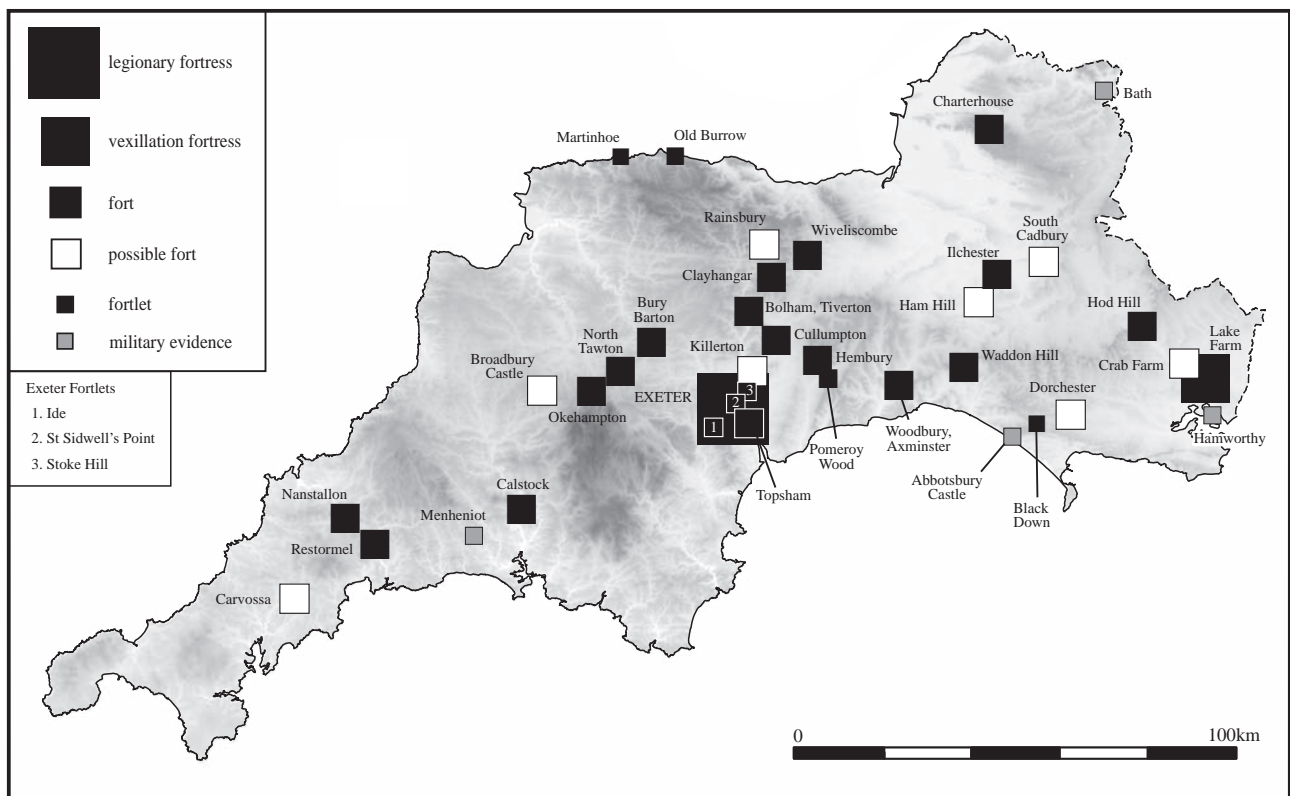 legionary fortress
vexillation fortress
fort
possible fort
fortlet
military evidence
Exeter Fortlets
1. Ide
2. St Sidwell's Point
3. Stoke Hill
Bath
Charterhouse
Martinhoe
Old Burrow
Rainsbury
Wiveliscombe
South
Cadbury
Ilchester
Clayhangar
Ham Hill
Hod Hill
Bury
Barton
Bolham, Tiverton
Lake
Farm
North
Tawton
Cullumpton
Killerton
Hembury
Waddon Hill
Crab Farm
Broadbury
Castle
EXETER
Dorchester
3
2
1
Okehampton
Hamworthy
Woodbury,
Axminster
Pomeroy
Wood
Abbotsbury
Castle
Topsham
Black
Down
Calstock
Nanstallon
Menheniot
Restormel
Carvossa
0
100km